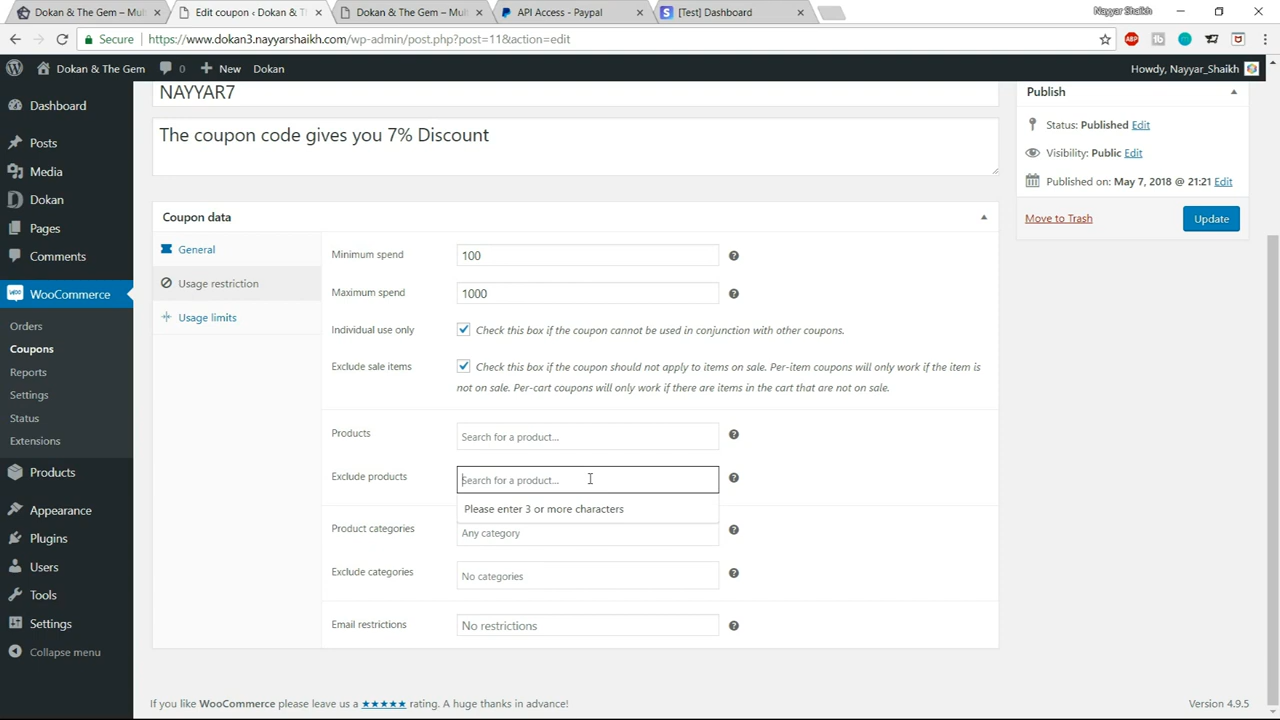 Dokan & The Gem – Mul
Edit coupon ‹ Dokan & T
Dokan & The Gem – Mul
API Access - Paypal
[Test] Dashboard
Nayyar Shaikh
Secure
https://www.dokan3.nayyarshaikh.com/wp-admin/post.php?post=11&action=edit
Dokan & The Gem
0
New
Dokan
Howdy, Nayyar_Shaikh
Dashboard
Posts
Media
Dokan
Pages
Comments
WooCommerce
Orders
Coupons
Reports
Settings
Status
Extensions
Products
Appearance
Plugins
Users
Tools
Settings
Collapse menu
NAYYAR7
The coupon code gives you 7% Discount
Coupon data
General
Usage restriction
Usage limits
Minimum spend
100
Maximum spend
1000
Individual use only
Check this box if the coupon cannot be used in conjunction with other coupons.
Exclude sale items
Check this box if the coupon should not apply to items on sale. Per-item coupons will only work if the item is
not on sale. Per-cart coupons will only work if there are items in the cart that are not on sale.
Products
Search for a product...
Exclude products
Search for a product...
Please enter 3 or more characters
Product categories
Any category
Exclude categories
No categories
Email restrictions
No restrictions
Publish
Status: Published Edit
Visibility: Public Edit
Published on: May 7, 2018 @ 21:21 Edit
Move to Trash
Update
If you like WooCommerce please leave us a ★★★★★ rating. A huge thanks in advance!
Version 4.9.5